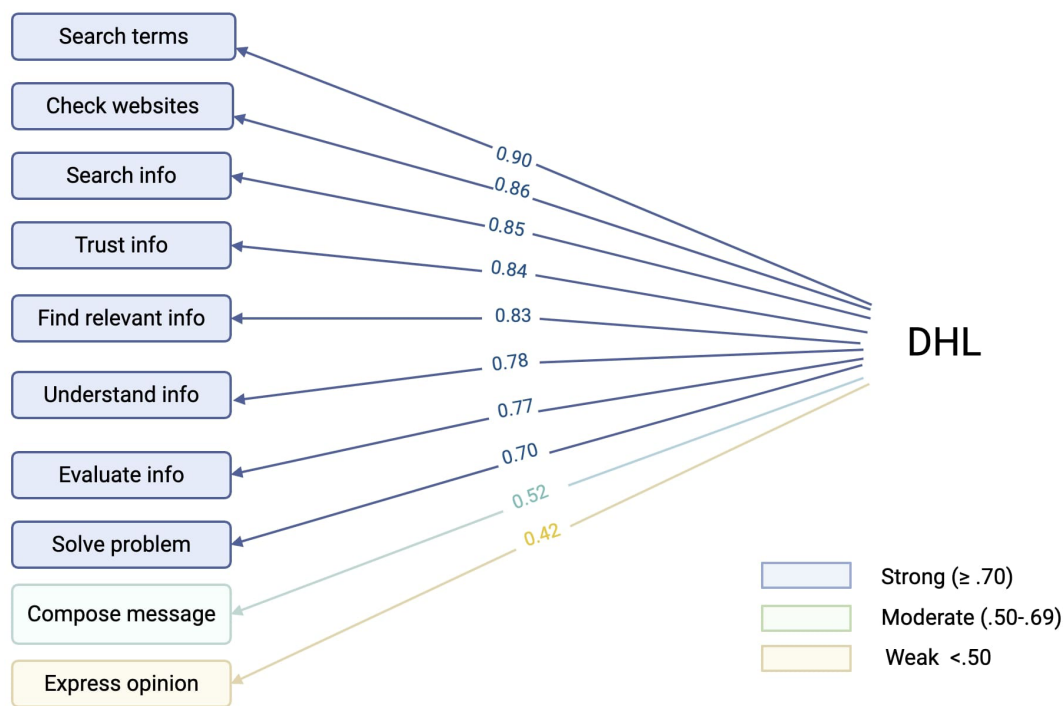 Search terms
Check websites
Search info
Trust info
Find relevant info
Understand info
Evaluate info
Solve problem
Compose message
Express opinion
0.90
0.86
0.85
0.84
0.83
0.78
0.77
0.70
0.52
0.42
DHL
Strong (≥ .70)
Moderate (.50-.69)
Weak <.50